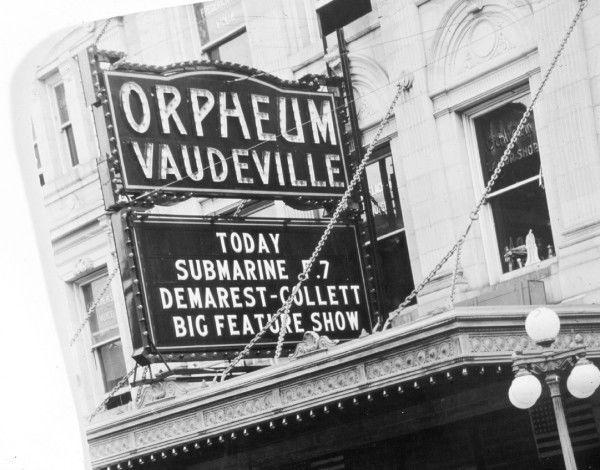 ORPHEUM
VAUDEVILLE
TODAY
SUBMARINE F.7
DEMAREST-COLLETT
BIG FEATURE SHOW